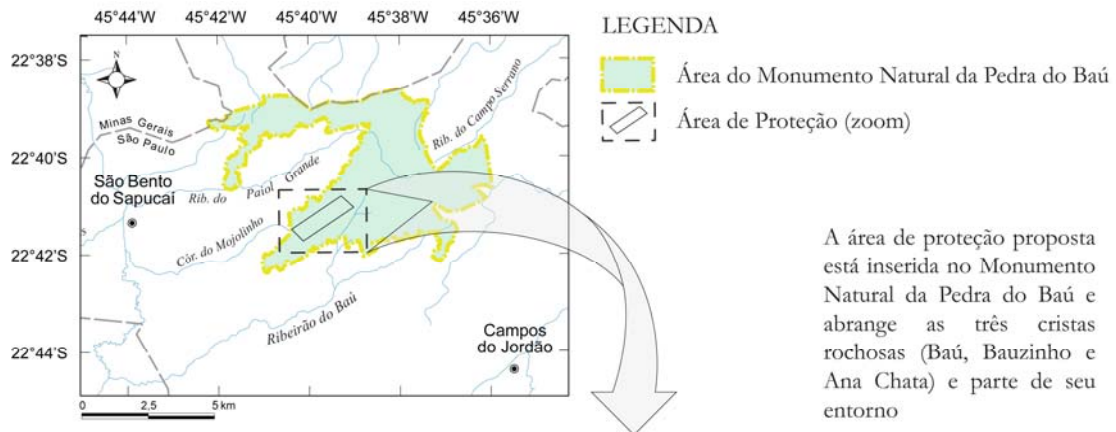 45°44'W 45°42'W 45°40'W 45°38'W 45°36'W
22°38'S
22°40'S
22°42'S
22°44'S
N
Minas Gerais
São Paulo
Rib. do Campo Serrano
São Bento
do Sapucaí
Rib. do Paiol Grande
Côr. do Mojolinho
Ribeirão do Baú
Campos
do Jordão
s
0 2,5 5 km
LEGENDA
Área do Monumento Natural da Pedra do Baú
Área de Proteção (zoom)
A área de proteção proposta
está inserida no Monumento
Natural da Pedra do Baú e
abrange as três cristas
rochosas (Baú, Bauzinho e
Ana Chata) e parte de seu
entorno